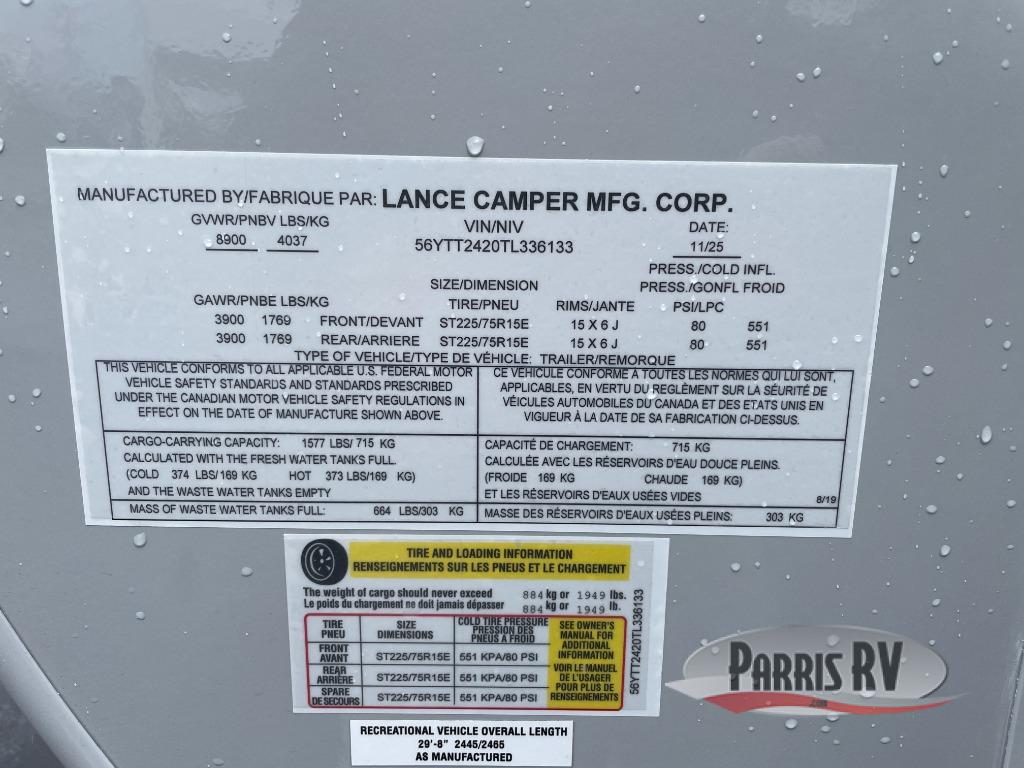 MANUFACTURED BY/FABRIQUE PAR: LANCE CAMPER MFG. CORP.
GVWR/PNBV LBS/KG VIN/NIV DATE:
8900 4037 56YTT2420TL336133 11/25
PRESS./COLD INFL.
SIZE/DIMENSION PRESS./GONFL FROID
GAWR/PNBE LBS/KG TIRE/PNEU RIMS/JANTE PSI/LPC
3900 1769 FRONT/DEVANT ST225/75R15E 15 X 6 J 80 551
3900 1769 REAR/ARRIERE ST225/75R15E 15 X 6 J 80 551
TYPE OF VEHICLE/TYPE DE VÉHICLE: TRAILER/REMORQUE
THIS VEHICLE CONFORMS TO ALL APPLICABLE U.S. FEDERAL MOTOR
VEHICLE SAFETY STANDARDS AND STANDARDS PRESCRIBED
UNDER THE CANADIAN MOTOR VEHICLE SAFETY REGULATIONS IN
EFFECT ON THE DATE OF MANUFACTURE SHOWN ABOVE.
CE VEHICULE CONFORME À TOUTES LES NORMES QUI LUI SONT,
APPLICABLES, EN VERTU DU REGLÈMENT SUR LA SÉURITÉ DE
VÉICULES AUTOMOBILES DU CANADA ET DES ETATS UNIS EN
VIGUEUR À LA DATE DE SA FABRICATION CI-DESSUS.
CARGO-CARRYING CAPACITY: 1577 LBS/ 715 KG
CALCULATED WITH THE FRESH WATER TANKS FULL.
(COLD 374 LBS/169 KG HOT 373 LBS/169 KG)
AND THE WASTE WATER TANKS EMPTY
MASS OF WASTE WATER TANKS FULL: 664 LBS/303 KG
CAPACITÉ DE CHARGEMENT: 715 KG
CALCULÉE AVEC LES RÉSERVOIRS D'EAU DOUCE PLEINS.
(FROIDE 169 KG CHAUDE 169 KG)
ET LES RÉSERVOIRS D'EAUX USÉES VIDES 8/19
MASSE DES RÉSERVOIRS D'EAUX USÉES PLEINS: 303 KG
TIRE AND LOADING INFORMATION
RENSEIGNEMENTS SUR LES PNEUS ET LE CHARGEMENT
The weight of cargo should never exceed 884 kg or 1949 lbs.
Le poids du chargement ne doit jamais dépasser 884 kg or 1949 lb.
TIRE
PNEU
SIZE
DIMENSIONS
COLD TIRE PRESSURE
PRESSION DES
PNEUS A FROID
FRONT
AVANT
ST225/75R15E 551 KPA/80 PSI
REAR
ARRIÈRE
ST225/75R15E 551 KPA/80 PSI
SPARE
DE SECOURS
ST225/75R15E 551 KPA/80 PSI
SEE OWNER'S
MANUAL FOR
ADDITIONAL
INFORMATION
VOIR LE MANUEL
DE L'USAGER
POUR PLUS DE
RENSEIGNEMENTS
56YTT2420TL336133
RECREATIONAL VEHICLE OVERALL LENGTH
29'-8" 2445/2465
AS MANUFACTURED
PARRIS RV
.com